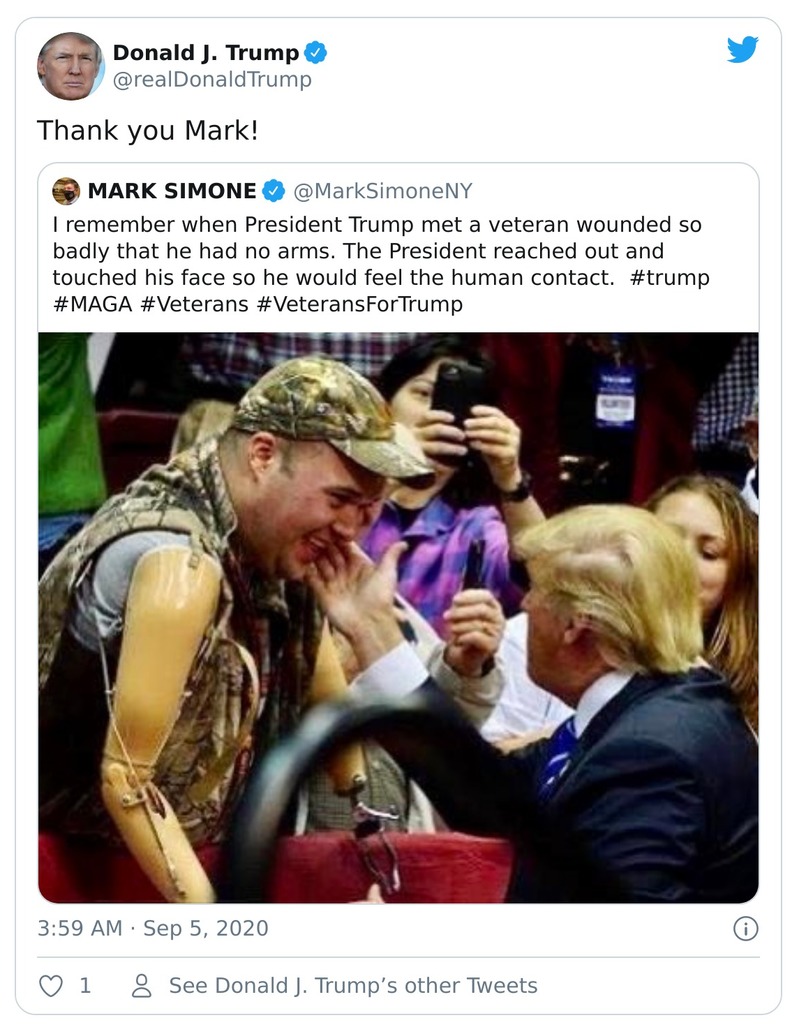 Donald J. Trump
@realDonaldTrump
Thank you Mark!
MARK SIMONE @MarkSimoneNY
I remember when President Trump met a veteran wounded so
badly that he had no arms. The President reached out and
touched his face so he would feel the human contact.  #trump
#MAGA #Veterans #VeteransForTrump
TRUMP
3:59 AM · Sep 5, 2020
1
See Donald J. Trump’s other Tweets